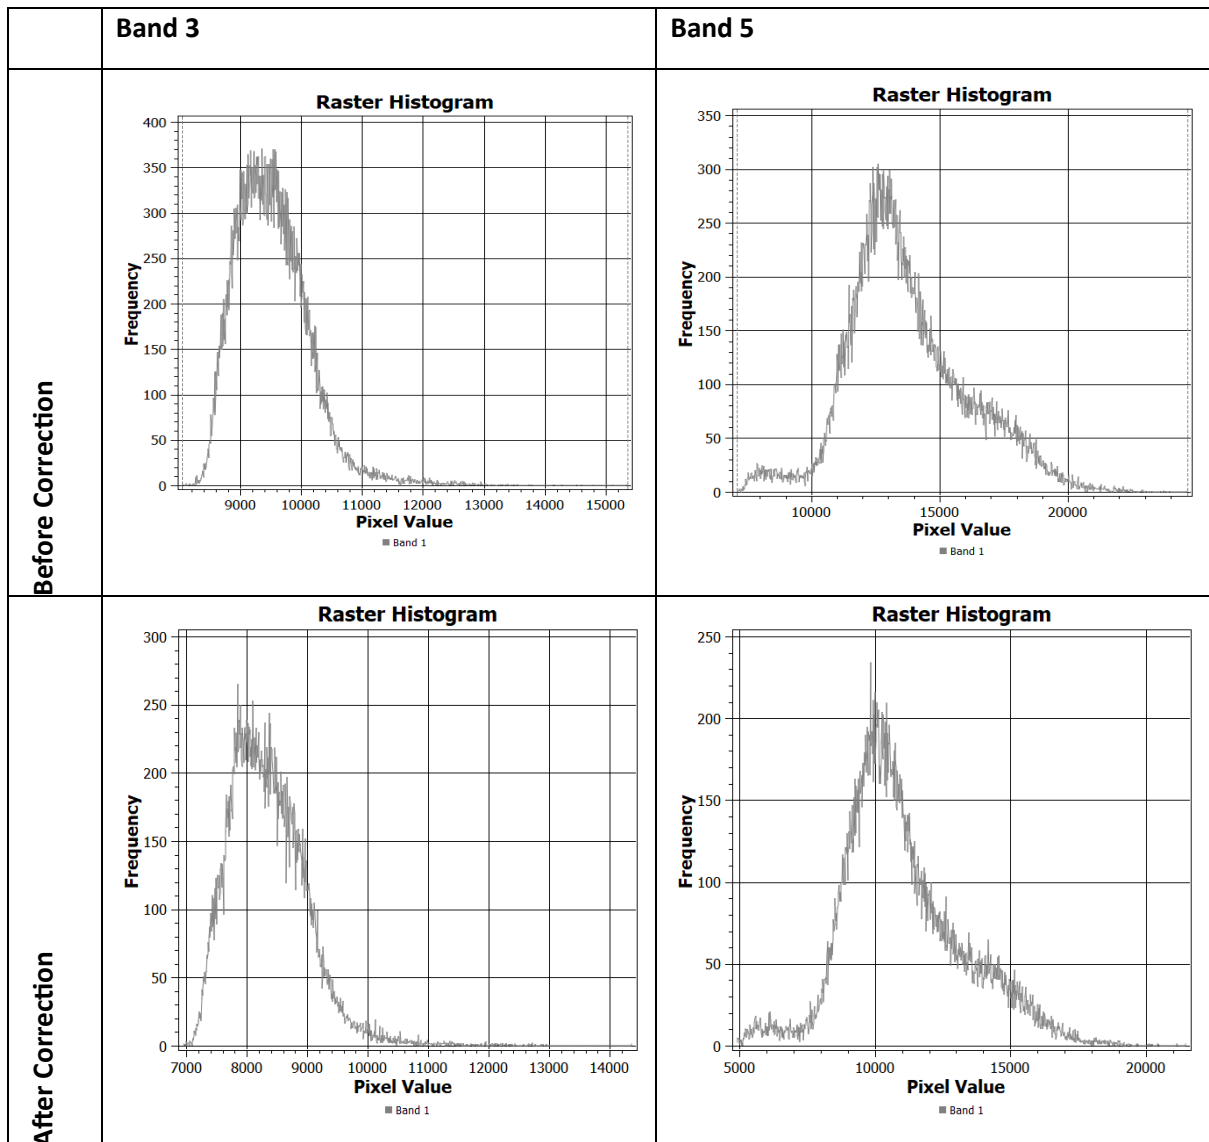 Band 3
Band 5
Before Correction
Raster Histogram
400
350
300
250
200
150
100
50
0
Frequency
9000 10000 11000 12000 13000 14000 15000
Pixel Value
Band 1
Raster Histogram
350
300
250
200
150
100
50
0
Frequency
10000 15000 20000
Pixel Value
Band 1
After Correction
Raster Histogram
300
250
200
150
100
50
0
Frequency
7000 8000 9000 10000 11000 12000 13000 14000
Pixel Value
Band 1
Raster Histogram
250
200
150
100
50
0
Frequency
5000 10000 15000 20000
Pixel Value
Band 1